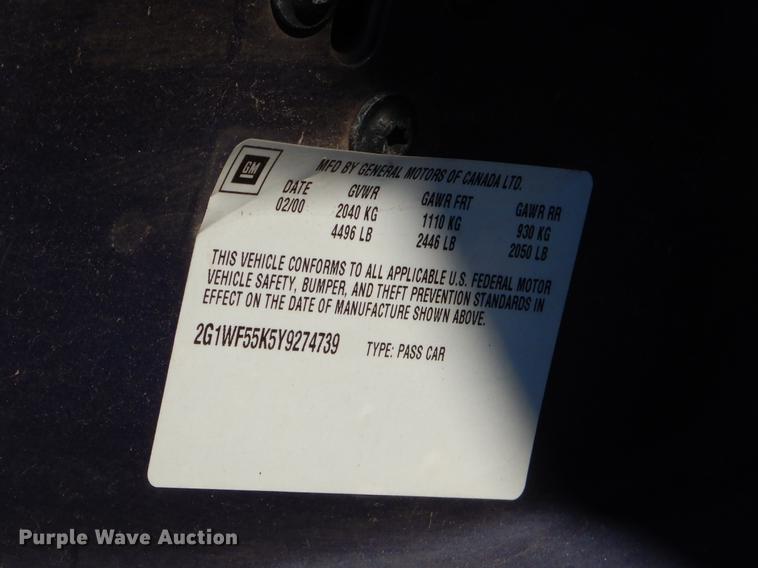 GM
MFD BY GENERAL MOTORS OF CANADA LTD.
DATE GVWR GAWR FRT GAWR RR
02/00 2040 KG 1110 KG 930 KG
4496 LB 2446 LB 2050 LB
THIS VEHICLE CONFORMS TO ALL APPLICABLE U.S. FEDERAL MOTOR
VEHICLE SAFETY, BUMPER, AND THEFT PREVENTION STANDARDS IN
EFFECT ON THE DATE OF MANUFACTURE SHOWN ABOVE.
2G1WF55K5Y9274739 TYPE: PASS CAR
Purple Wave Auction®